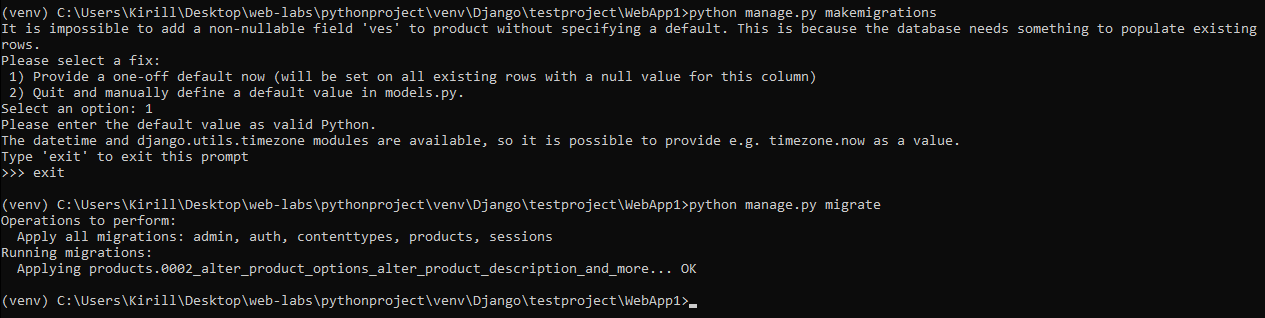 (venv) C:\Users\Kirill\Desktop\web-labs\pythonproject\venv\Django\testproject\WebApp1>python manage.py makemigrations
It is impossible to add a non-nullable field 'ves' to product without specifying a default. This is because the database needs something to populate existing
rows.
Please select a fix:
 1) Provide a one-off default now (will be set on all existing rows with a null value for this column)
 2) Quit and manually define a default value in models.py.
Select an option: 1
Please enter the default value as valid Python.
The datetime and django.utils.timezone modules are available, so it is possible to provide e.g. timezone.now as a value.
Type 'exit' to exit this prompt
>>> exit
(venv) C:\Users\Kirill\Desktop\web-labs\pythonproject\venv\Django\testproject\WebApp1>python manage.py migrate
Operations to perform:
  Apply all migrations: admin, auth, contenttypes, products, sessions
Running migrations:
  Applying products.0002_alter_product_options_alter_product_description_and_more... OK
(venv) C:\Users\Kirill\Desktop\web-labs\pythonproject\venv\Django\testproject\WebApp1>